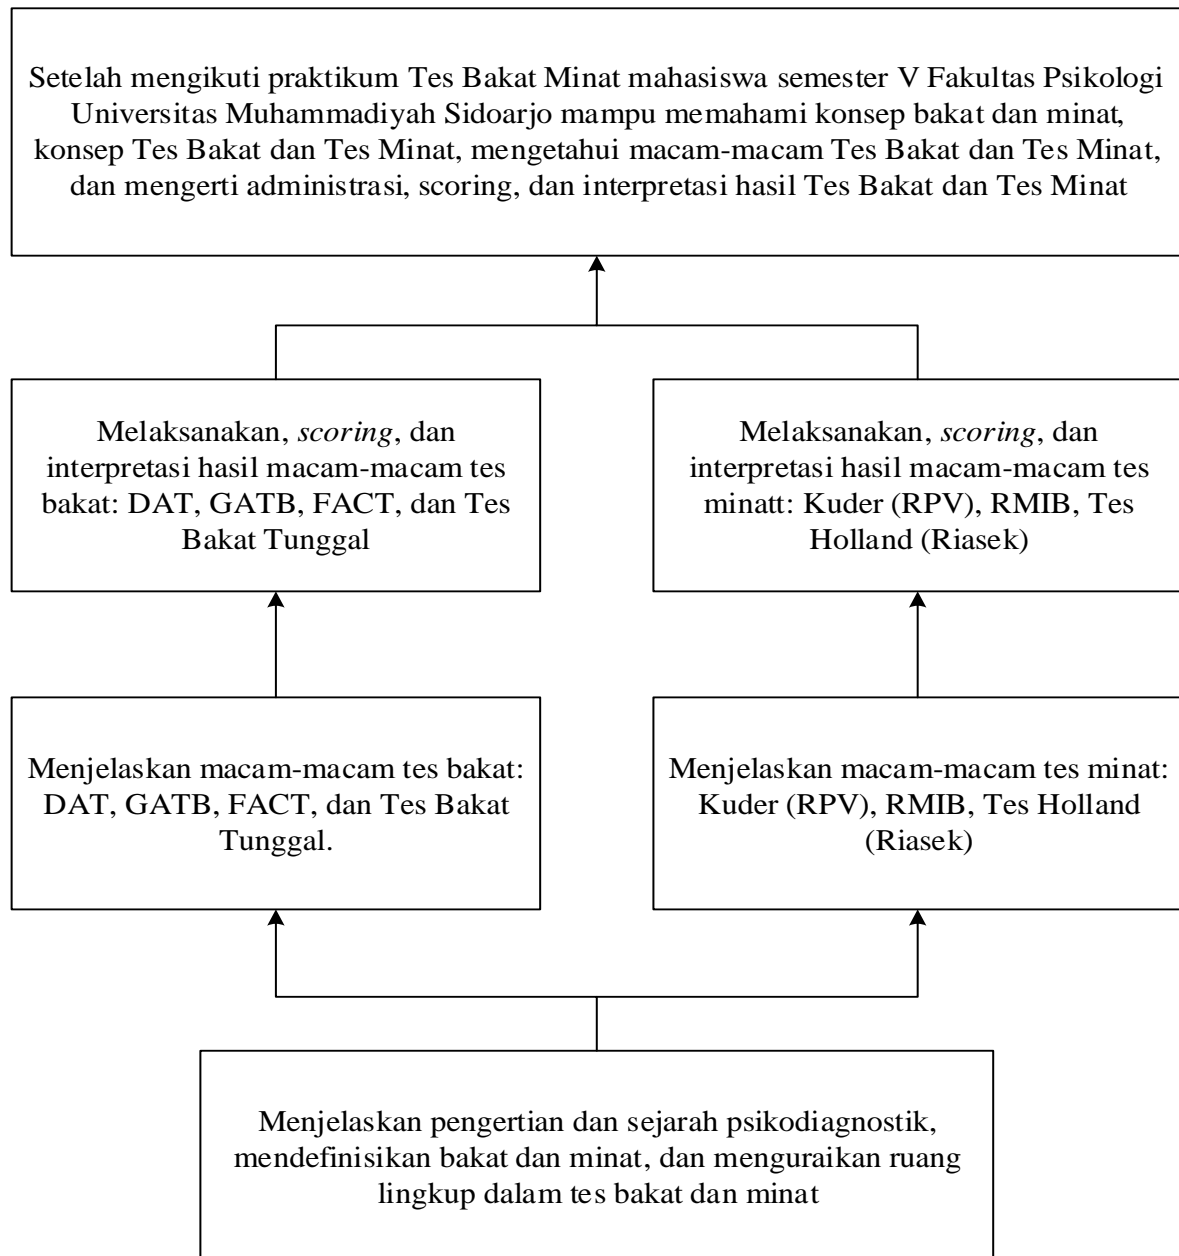 Setelah mengikuti praktikum Tes Bakat Minat mahasiswa semester V Fakultas Psikologi
Universitas Muhammadiyah Sidoarjo mampu memahami konsep bakat dan minat,
konsep Tes Bakat dan Tes Minat, mengetahui macam-macam Tes Bakat dan Tes Minat,
dan mengerti administrasi, scoring, dan interpretasi hasil Tes Bakat dan Tes Minat
Melaksanakan, scoring, dan
interpretasi hasil macam-macam tes
bakat: DAT, GATB, FACT, dan Tes
Bakat Tunggal
Melaksanakan, scoring, dan
interpretasi hasil macam-macam tes
minatt: Kuder (RPV), RMIB, Tes
Holland (Riasek)
Menjelaskan macam-macam tes bakat:
DAT, GATB, FACT, dan Tes Bakat
Tunggal.
Menjelaskan macam-macam tes minat:
Kuder (RPV), RMIB, Tes Holland
(Riasek)
Menjelaskan pengertian dan sejarah psikodiagnostik,
mendefinisikan bakat dan minat, dan menguraikan ruang
lingkup dalam tes bakat dan minat